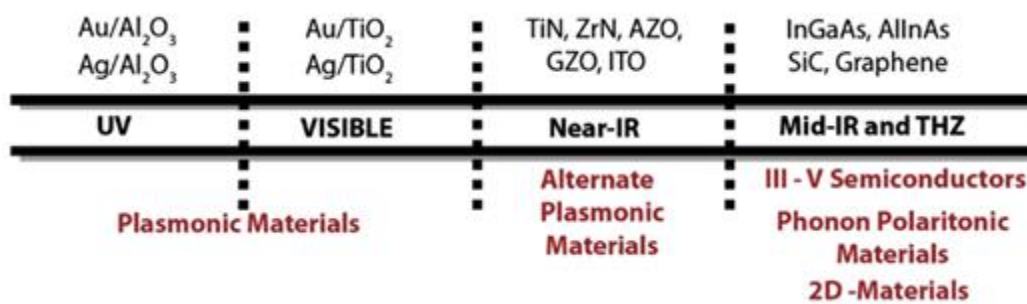 Au/Al₂O₃
Ag/Al₂O₃
Au/TiO₂
Ag/TiO₂
TiN, ZrN, AZO,
GZO, ITO
InGaAs, AlInAs
SiC, Graphene
UV
VISIBLE
Near-IR
Mid-IR and THZ
Plasmonic Materials
Alternate
Plasmonic
Materials
III - V Semiconductors
Phonon Polaritonic
Materials
2D -Materials